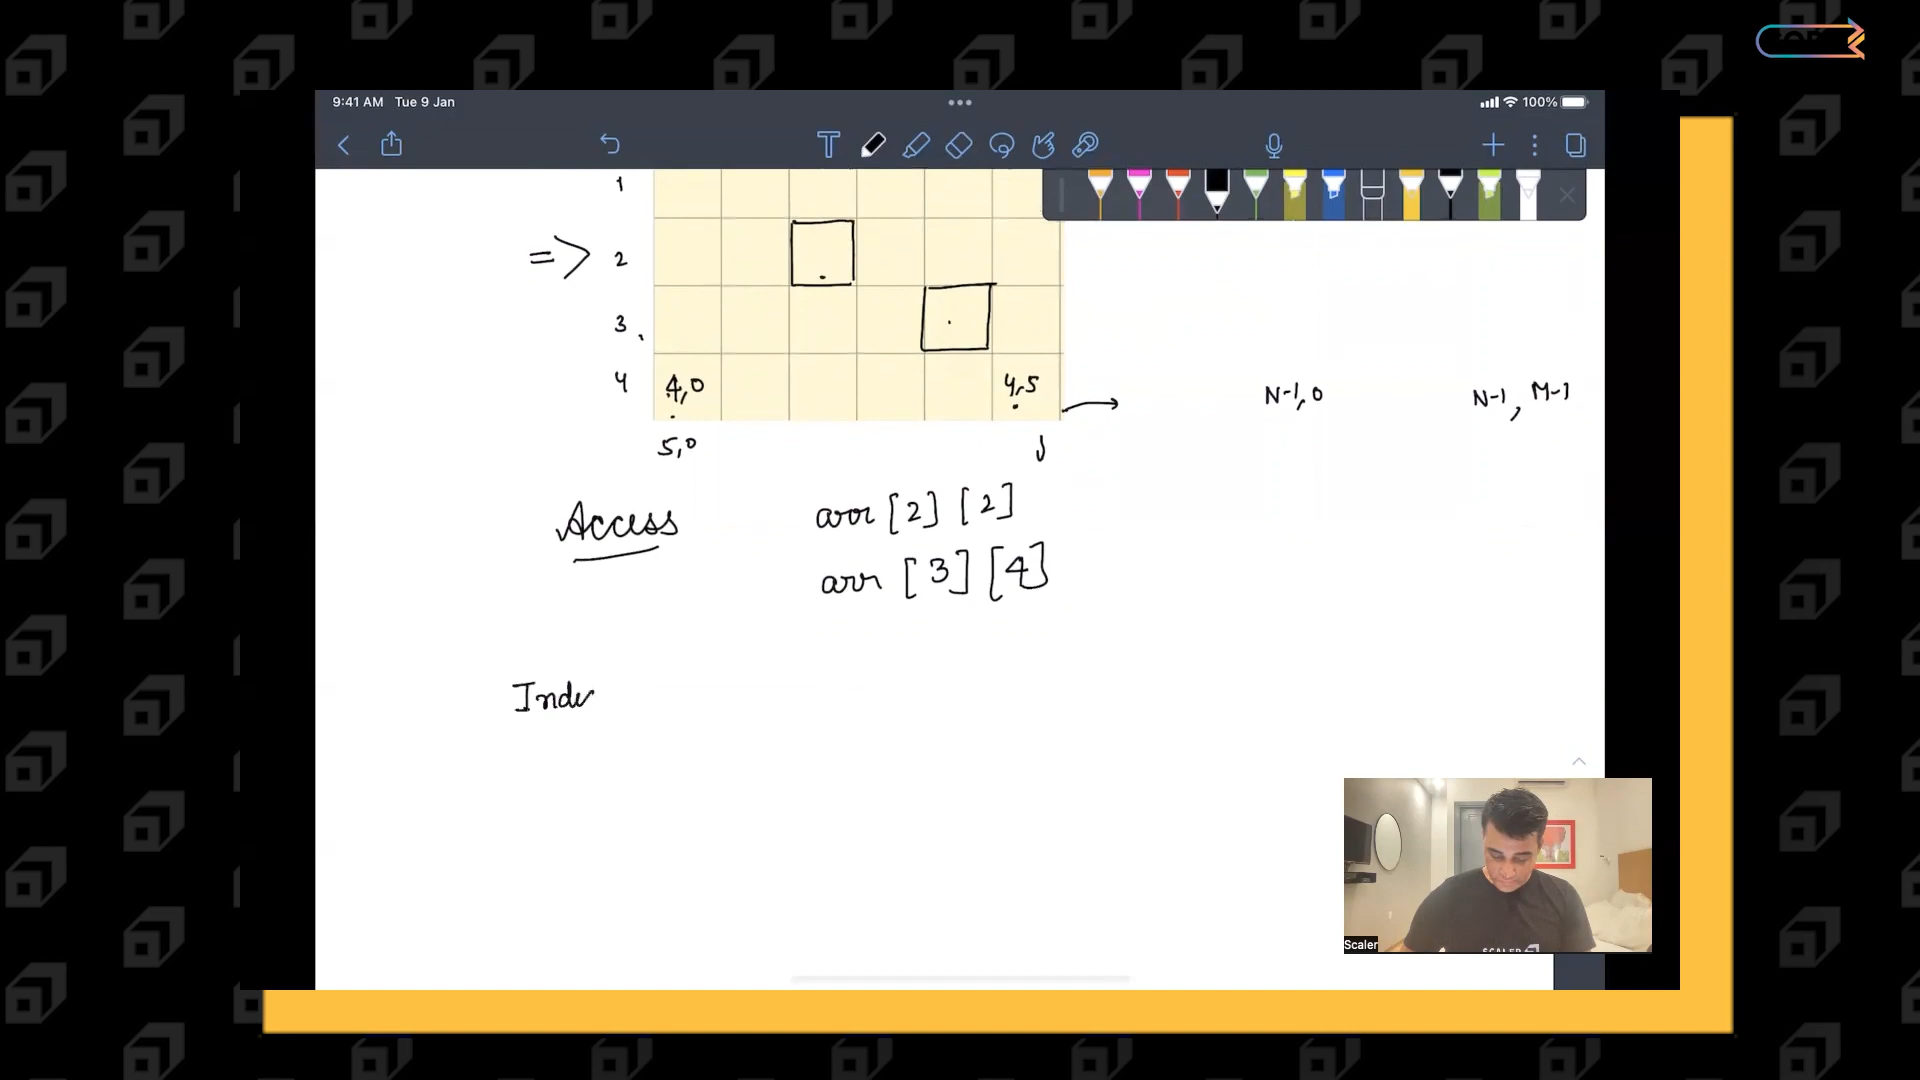 9:41 AM Tue 9 Jan
100%
1
=> 2
3
4 4,0 4,5
N-1,0 N-1, M-1
5,0
Access arr [2] [2]
arr [3] [4]
Inde
Scaler
SCALER